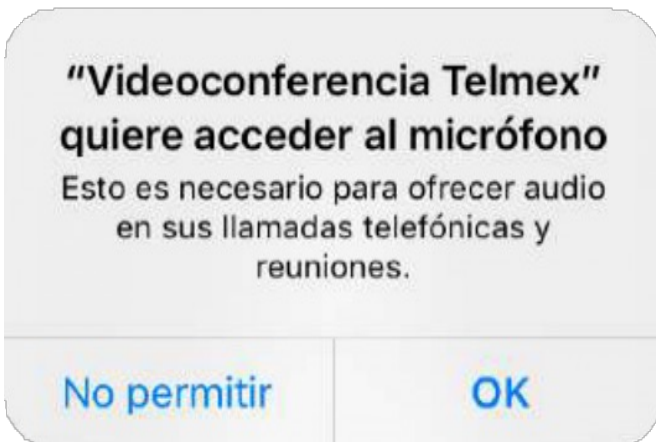 “Videoconferencia Telmex”
quiere acceder al micrófono
Esto es necesario para ofrecer audio
en sus llamadas telefónicas y
reuniones.
No permitir
OK